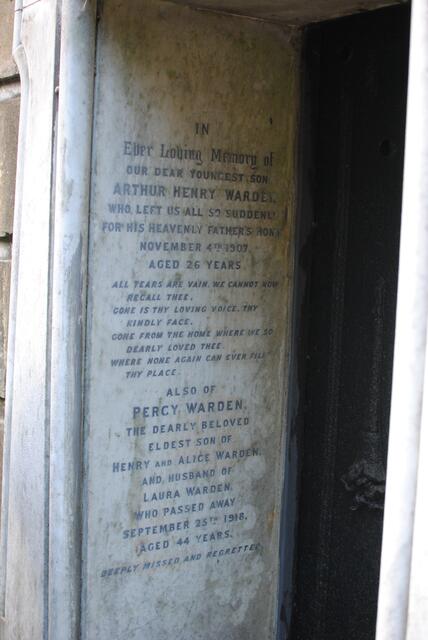 IN
Ever Loving Memory of
OUR DEAR YOUNGEST SON
ARTHUR HENRY WARDEN,
WHO LEFT US ALL SO SUDDENLY
FOR HIS HEAVENLY FATHER'S HOME
NOVEMBER 4TH 1907,
AGED 26 YEARS.
ALL TEARS ARE VAIN, WE CANNOT NOW
RECALL THEE,
GONE IS THY LOVING VOICE, THY
KINDLY FACE,
GONE FROM THE HOME WHERE WE SO
DEARLY LOVED THEE
WHERE NONE AGAIN CAN EVER FILL
THY PLACE.
ALSO OF
PERCY WARDEN,
THE DEARLY BELOVED
ELDEST SON OF
HENRY AND ALICE WARDEN,
AND HUSBAND OF
LAURA WARDEN,
WHO PASSED AWAY
SEPTEMBER 25TH 1918,
AGED 44 YEARS.
DEEPLY MISSED AND REGRETTED